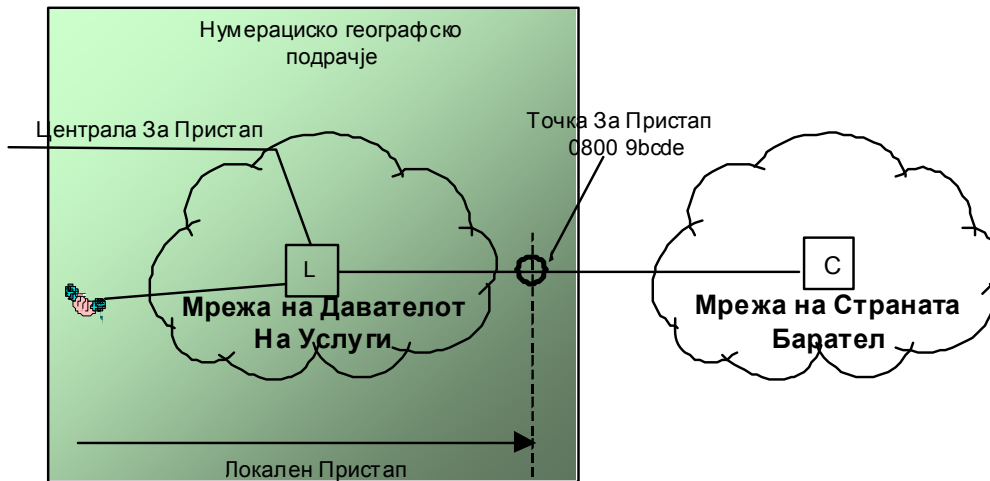 Нумерациско географско
подрачје
Централа За Пристап
Точка За Пристап
0800 9bcde
L
C
Мрежа на Давателот
На Услуги
Мрежа на Страната
Барател
Локален Пристап